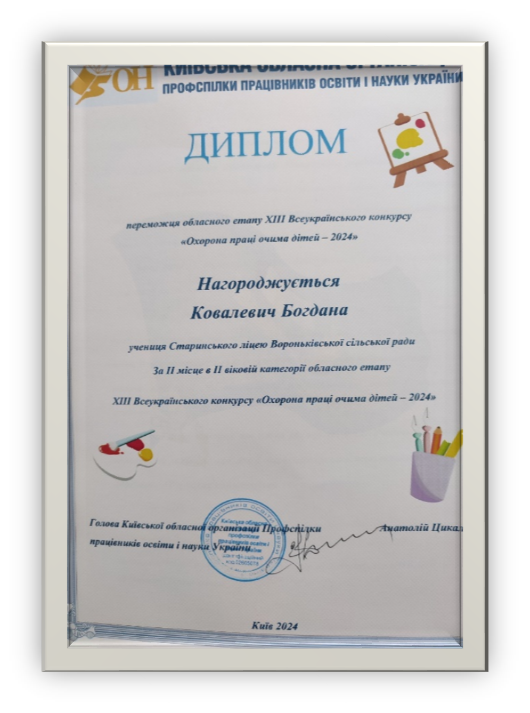 ОН КИЇВСЬКА ОБЛАСНА
ПРОФСПІЛКИ ПРАЦІВНИКІВ ОСВІТИ І НАУКИ УКРАЇНИ
ДИПЛОМ
переможця обласного етапу XIII Всеукраїнського конкурсу
«Охорона праці очима дітей – 2024»
Нагороджується
Ковалевич Богдана
учениця Старинського ліцею Вороньківської сільської ради
За II місце в II віковій категорії обласного етапу
XIII Всеукраїнського конкурсу «Охорона праці очима дітей – 2024»
Голова Київської обласної організації Профспілки Анатолій Цикал
працівників освіти і науки України
Київ 2024